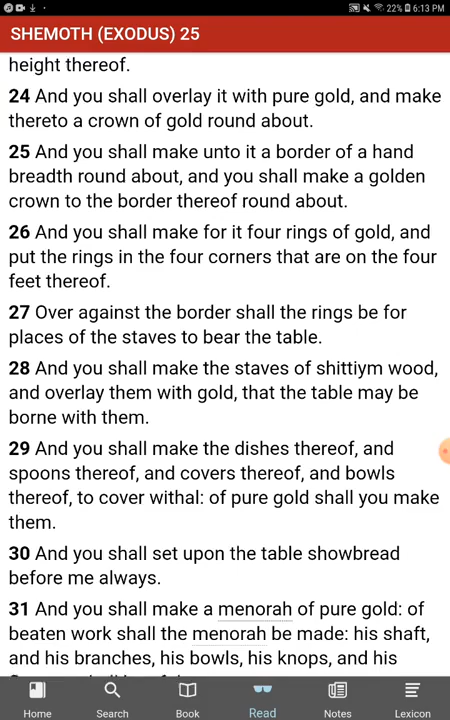 22% 6:13 PM
SHEMOTH (EXODUS) 25
height thereof.
24 And you shall overlay it with pure gold, and make
thereto a crown of gold round about.
25 And you shall make unto it a border of a hand
breadth round about, and you shall make a golden
crown to the border thereof round about.
26 And you shall make for it four rings of gold, and
put the rings in the four corners that are on the four
feet thereof.
27 Over against the border shall the rings be for
places of the staves to bear the table.
28 And you shall make the staves of shittiym wood,
and overlay them with gold, that the table may be
borne with them.
29 And you shall make the dishes thereof, and
spoons thereof, and covers thereof, and bowls
thereof, to cover withal: of pure gold shall you make
them.
30 And you shall set upon the table showbread
before me always.
31 And you shall make a menorah of pure gold: of
beaten work shall the menorah be made: his shaft,
and his branches, his bowls, his knops, and his
Home Search Book Read Notes Lexicon